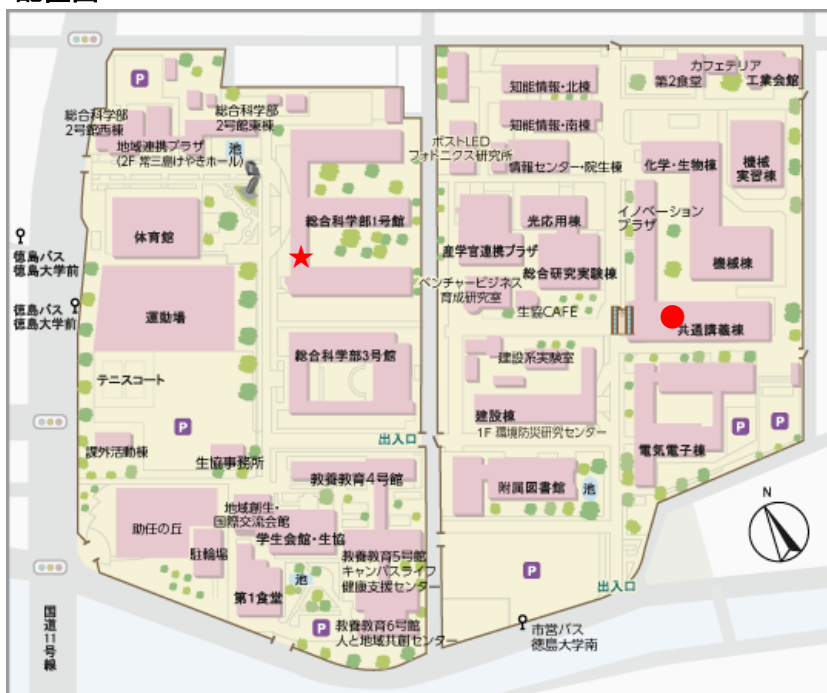 P
総合科学部
2号館西棟
総合科学部
2号館東棟
地域連携プラザ
(2F 常三島けやきホール)
池
体育館
総合科学部1号館
徳島バス
徳島大学前
徳島バス
徳島大学前
運動場
総合科学部3号館
テニスコート
P
出入口
課外活動棟
生協事務所
教養教育4号館
助任の丘
地域創生・
国際交流会館
学生会館・生協
駐輪場
池
教養教育5号館
キャンパスライフ
健康支援センター
第1食堂
P
教養教育6号館
人と地域共創センター
国道11号線
カフェテリア
第2食堂
工業会館
知能情報・北棟
知能情報・南棟
ポストLED
フォトニクス研究所
情報センター・院生棟
化学・生物棟
機械
実習棟
イノベーション
プラザ
光応用棟
産学官連携プラザ
総合研究実験棟
機械棟
ベンチャービジネス
育成研究室
生協CAFE
共通講義棟
建設系実験室
建設棟
1F 環境防災研究センター
P
P
電気電子棟
附属図書館
池
N
P
出入口
市営バス
徳島大学南